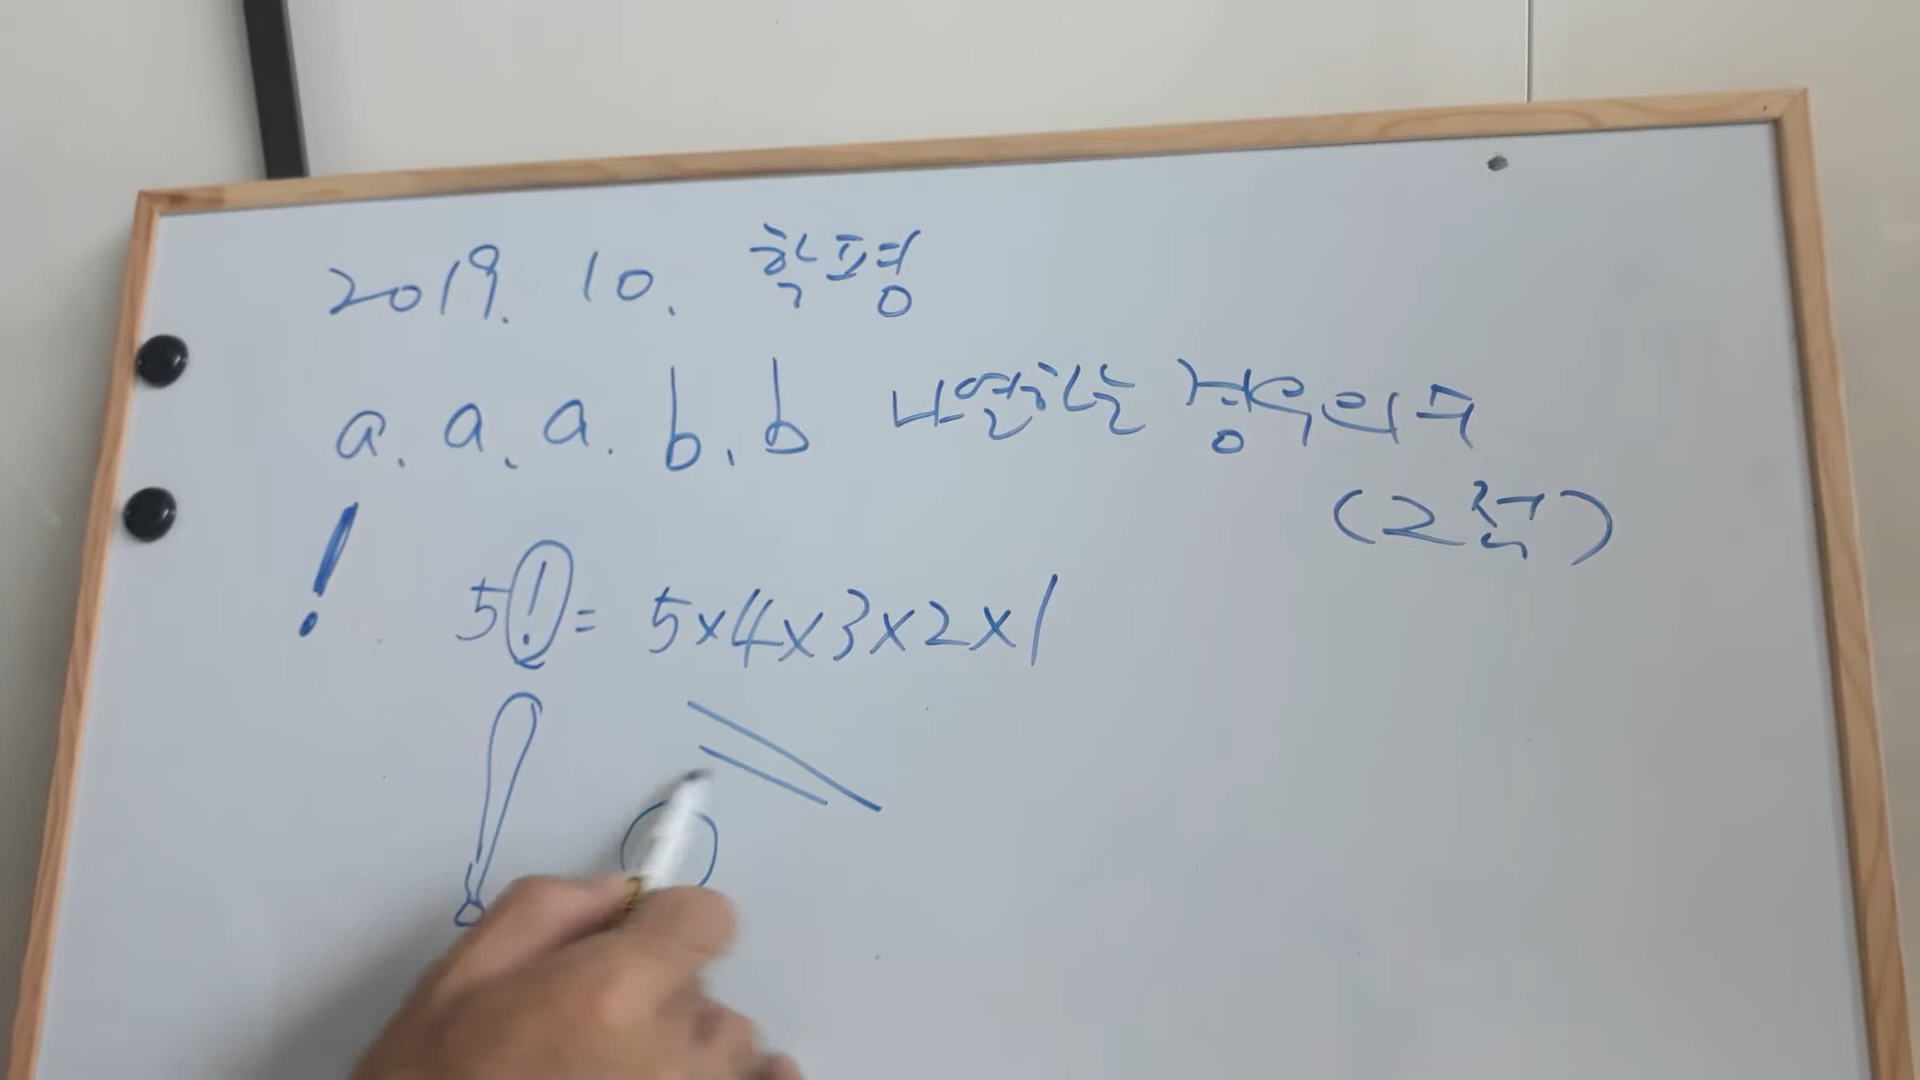 2019. 10. 학평
a. a. a. b. b 나열하는 경우의 수
(2점)
!
5! = 5×4×3×2×1